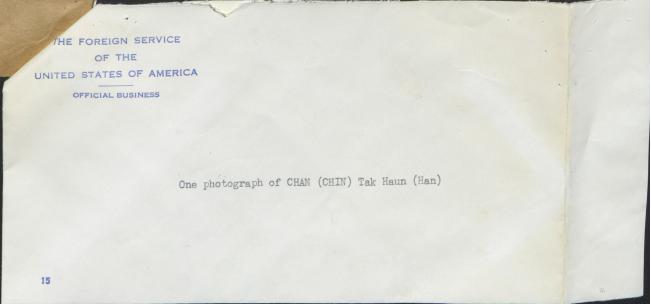 THE FOREIGN SERVICE
OF THE
UNITED STATES OF AMERICA
OFFICIAL BUSINESS
One photograph of CHAN (CHIN) Tak Haun (Han)
15